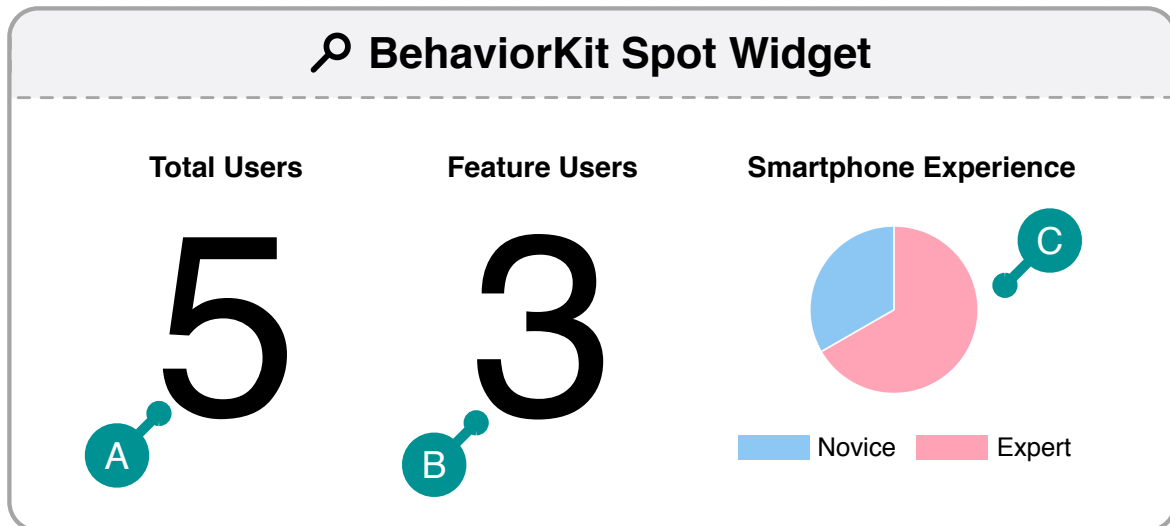 BehaviorKit Spot Widget
Total Users
Feature Users
Smartphone Experience
5
3
C
A
B
Novice
Expert